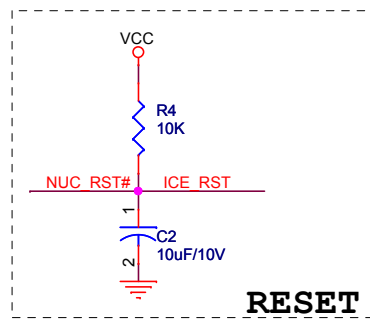 VCC
R4
10K
NUC_RST# ICE_RST
1
C2
10uF/10V
2
RESET